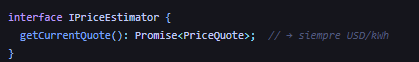 interface IPriceEstimator {
  getCurrentQuote(): Promise<PriceQuote>;  // → siempre USD/kWh
}